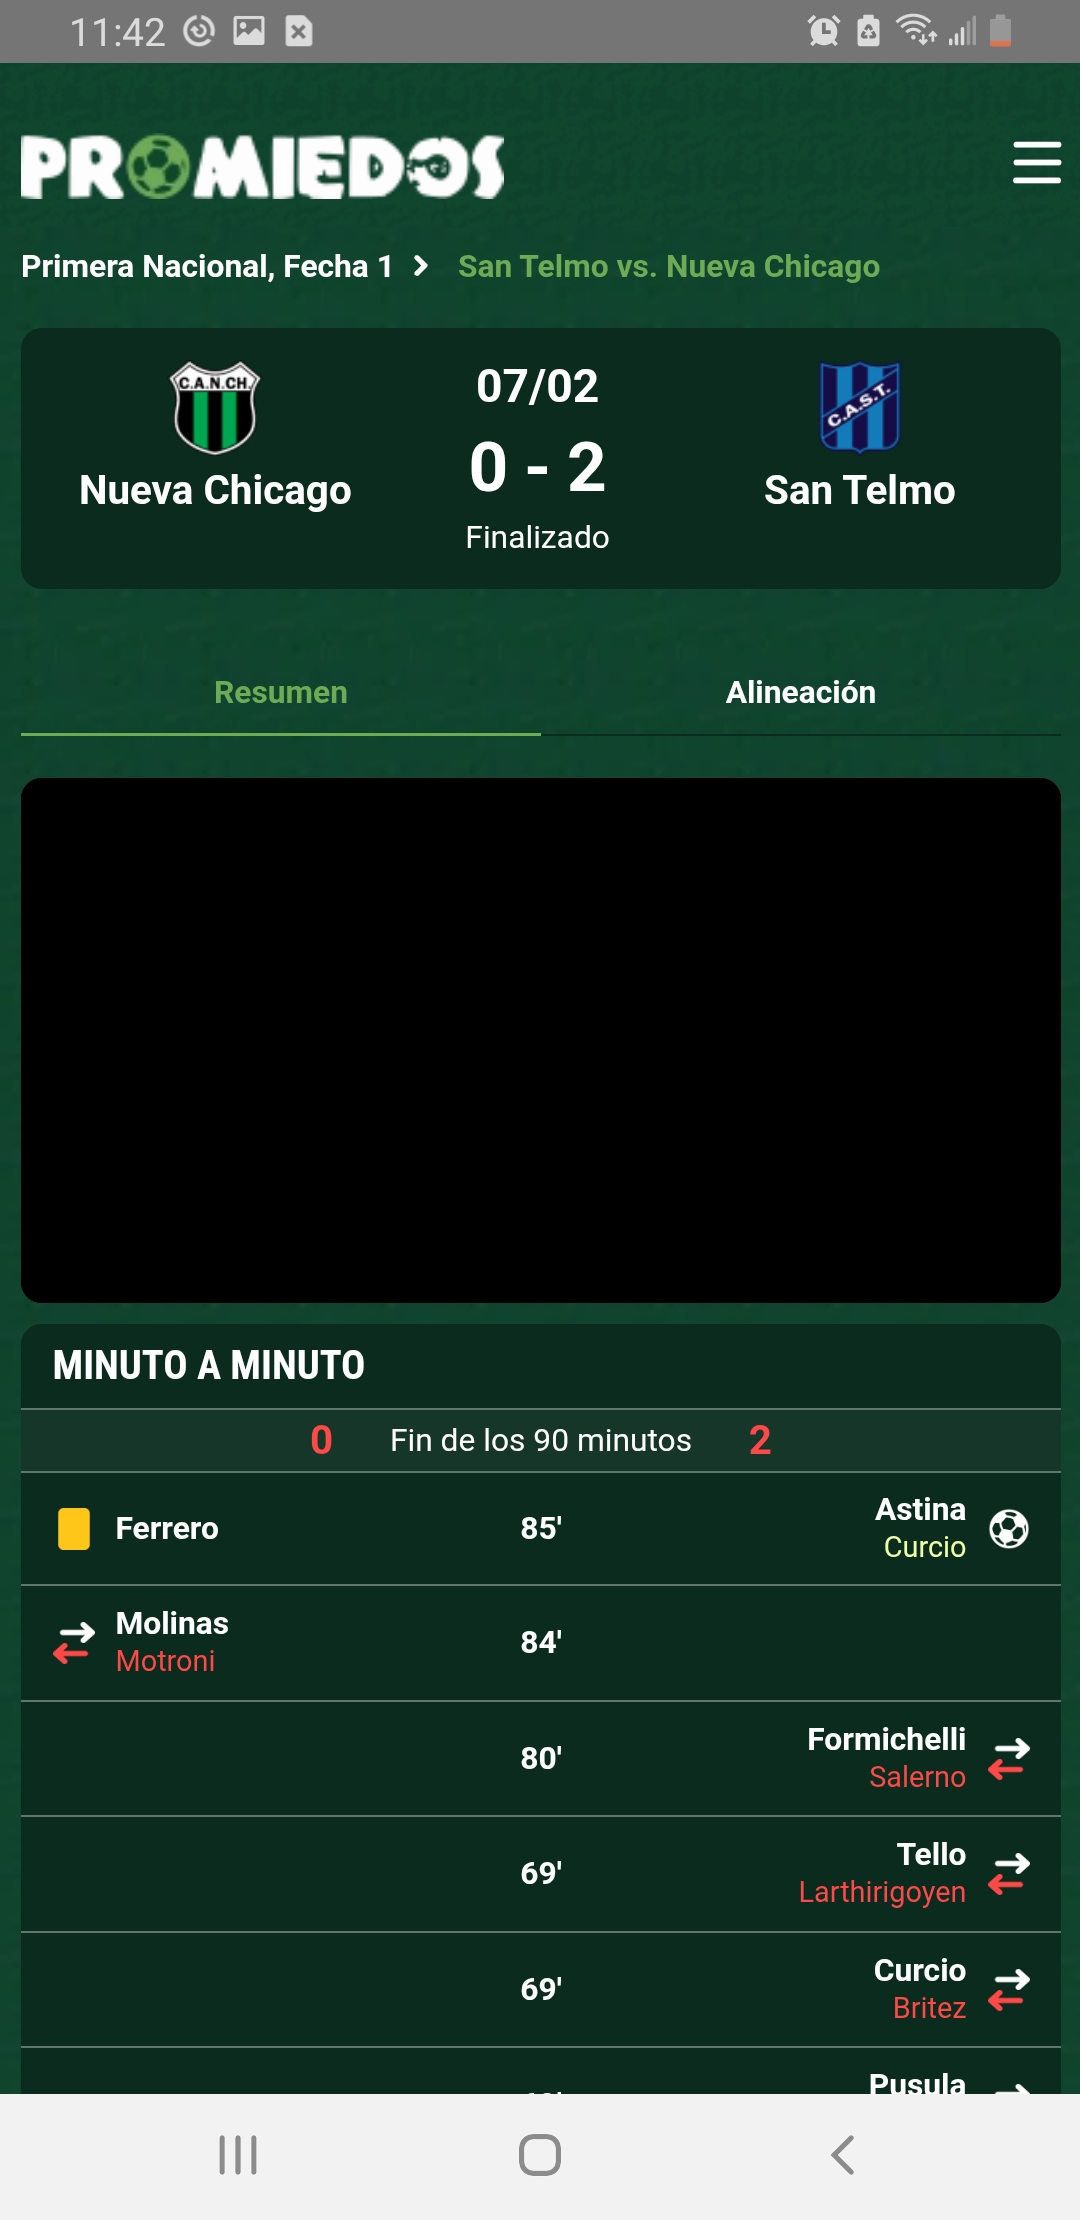 11:42
PROMIEDOS
Primera Nacional, Fecha 1 > San Telmo vs. Nueva Chicago
C.A.N.CH.
07/02
C.A.S.T.
0 - 2
Nueva Chicago
San Telmo
Finalizado
Resumen
Alineación
MINUTO A MINUTO
0 Fin de los 90 minutos 2
Ferrero
85'
Astina
Curcio
Molinas
Motroni
84'
80'
Formichelli
Salerno
69'
Tello
Larthirigoyen
69'
Curcio
Britez
Pusula